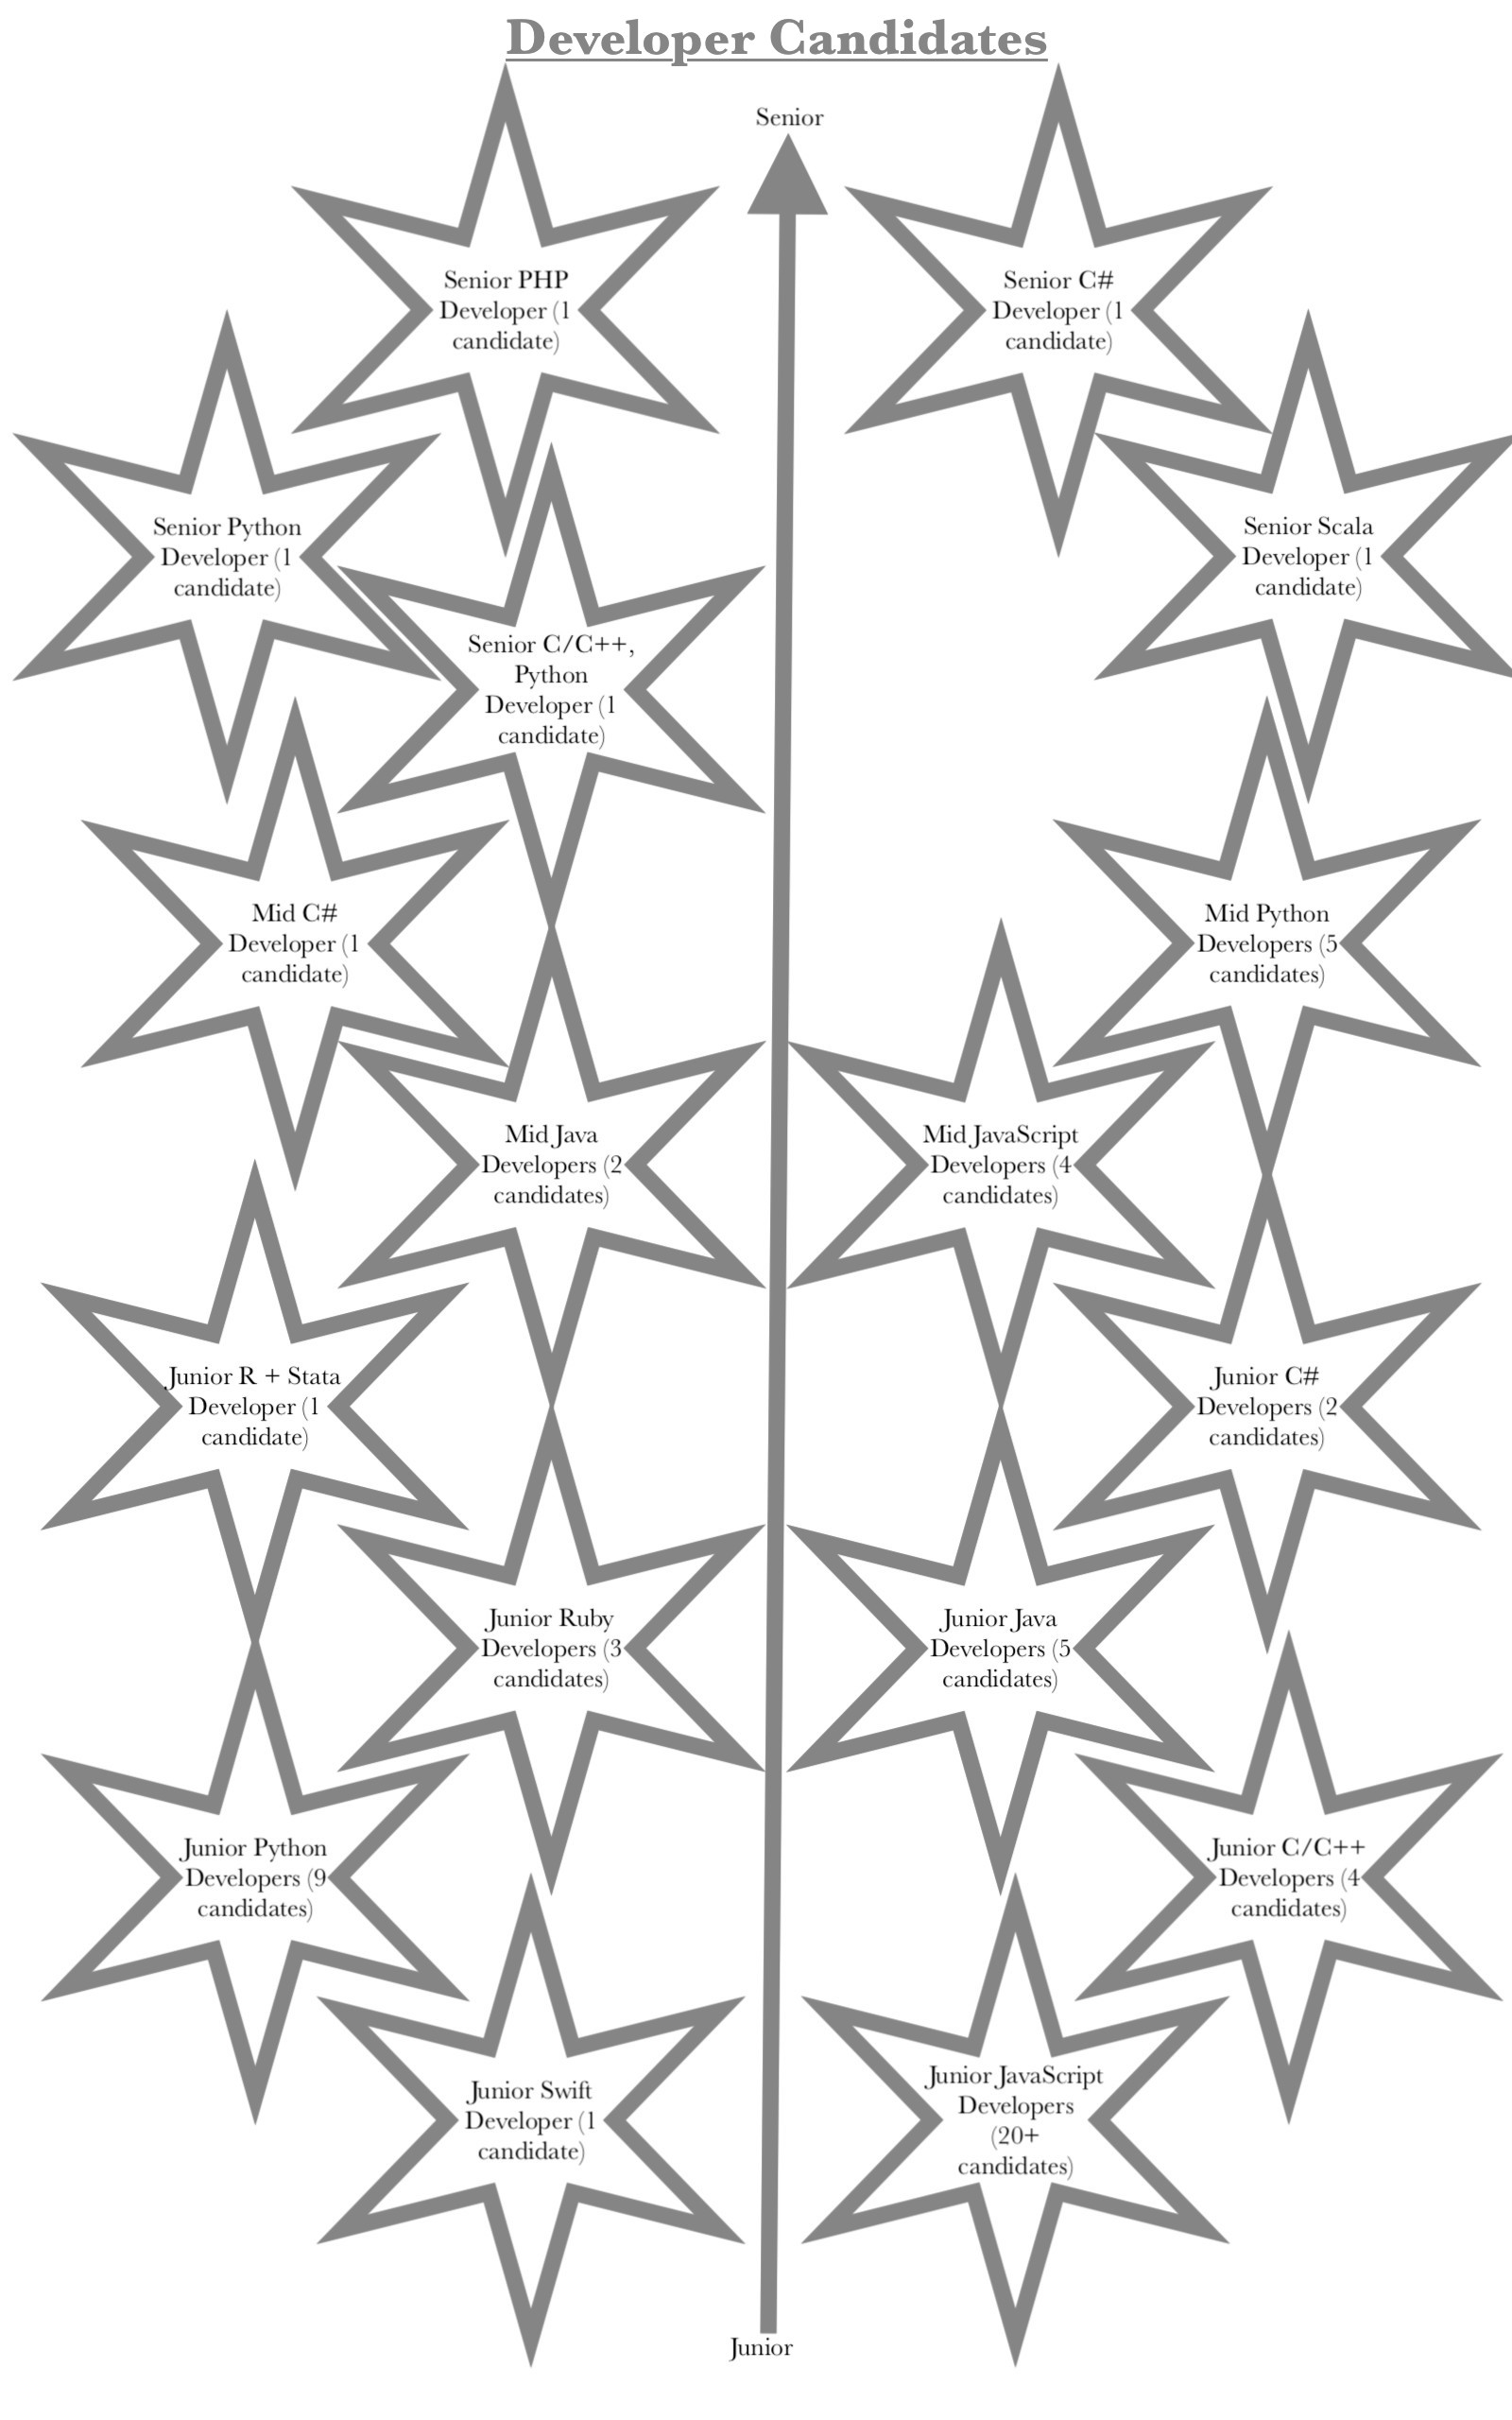 Developer Candidates
Senior
Senior PHP
Developer (1
candidate)
Senior C#
Developer (1
candidate)
Senior Python
Developer (1
candidate)
Senior Scala
Developer (1
candidate)
Senior C/C++,
Python
Developer (1
candidate)
Mid C#
Developer (1
candidate)
Mid Python
Developers (5
candidates)
Mid Java
Developers (2
candidates)
Mid JavaScript
Developers (4
candidates)
Junior R + Stata
Developer (1
candidate)
Junior C#
Developers (2
candidates)
Junior Ruby
Developers (3
candidates)
Junior Java
Developers (5
candidates)
Junior Python
Developers (9
candidates)
Junior C/C++
Developers (4
candidates)
Junior Swift
Developer (1
candidate)
Junior JavaScript
Developers
(20+
candidates)
Junior